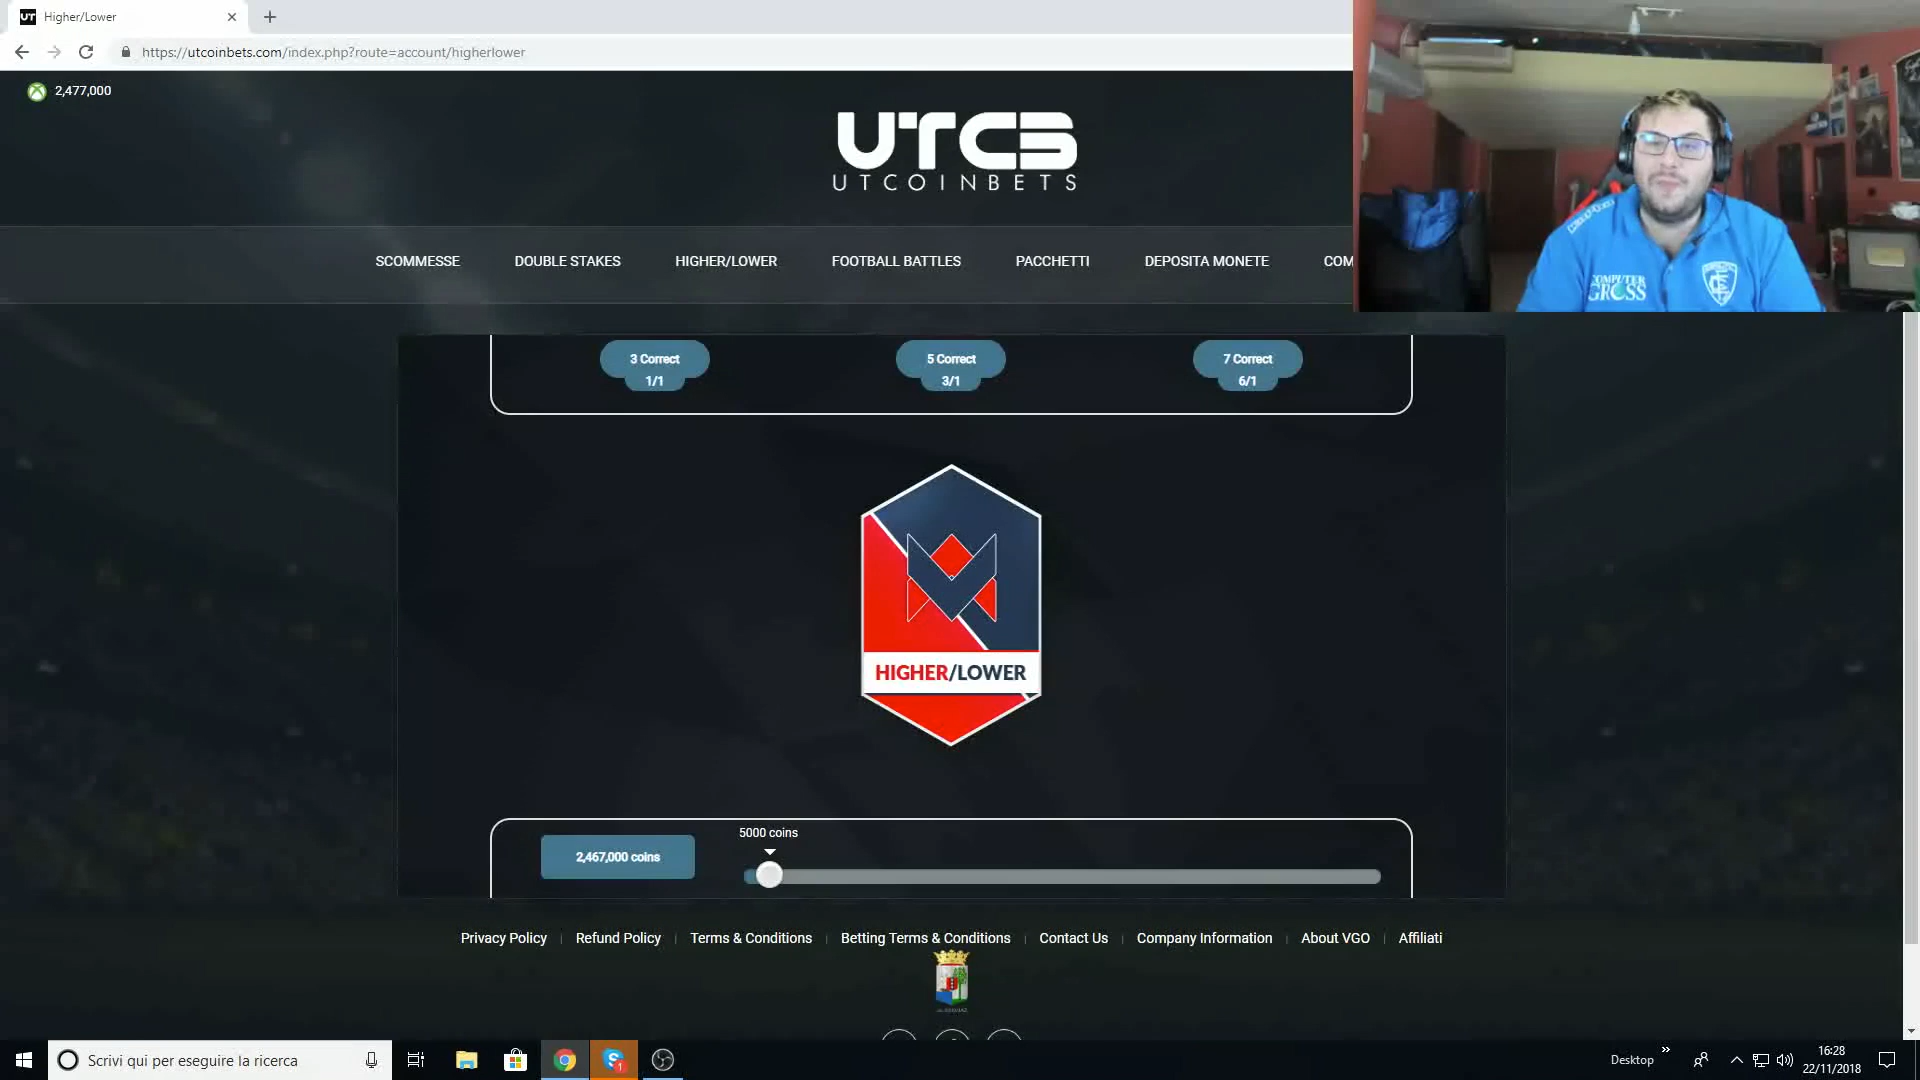 Higher/Lower
https://utcoinbets.com/index.php?route=account/higherlower
2,477,000
UTCB
UTCOINBETS
SCOMMESSE
DOUBLE STAKES
HIGHER/LOWER
FOOTBALL BATTLES
PACCHETTI
DEPOSITA MONETE
COM
COMPUTER
GROSS
3 Correct
1/1
5 Correct
3/1
7 Correct
6/1
HIGHER/LOWER
5000 coins
2,467,000 coins
Privacy Policy
Refund Policy
Terms & Conditions
Betting Terms & Conditions
Contact Us
Company Information
About VGO
Affiliati
Scrivi qui per eseguire la ricerca
1
Desktop
16:28
22/11/2018